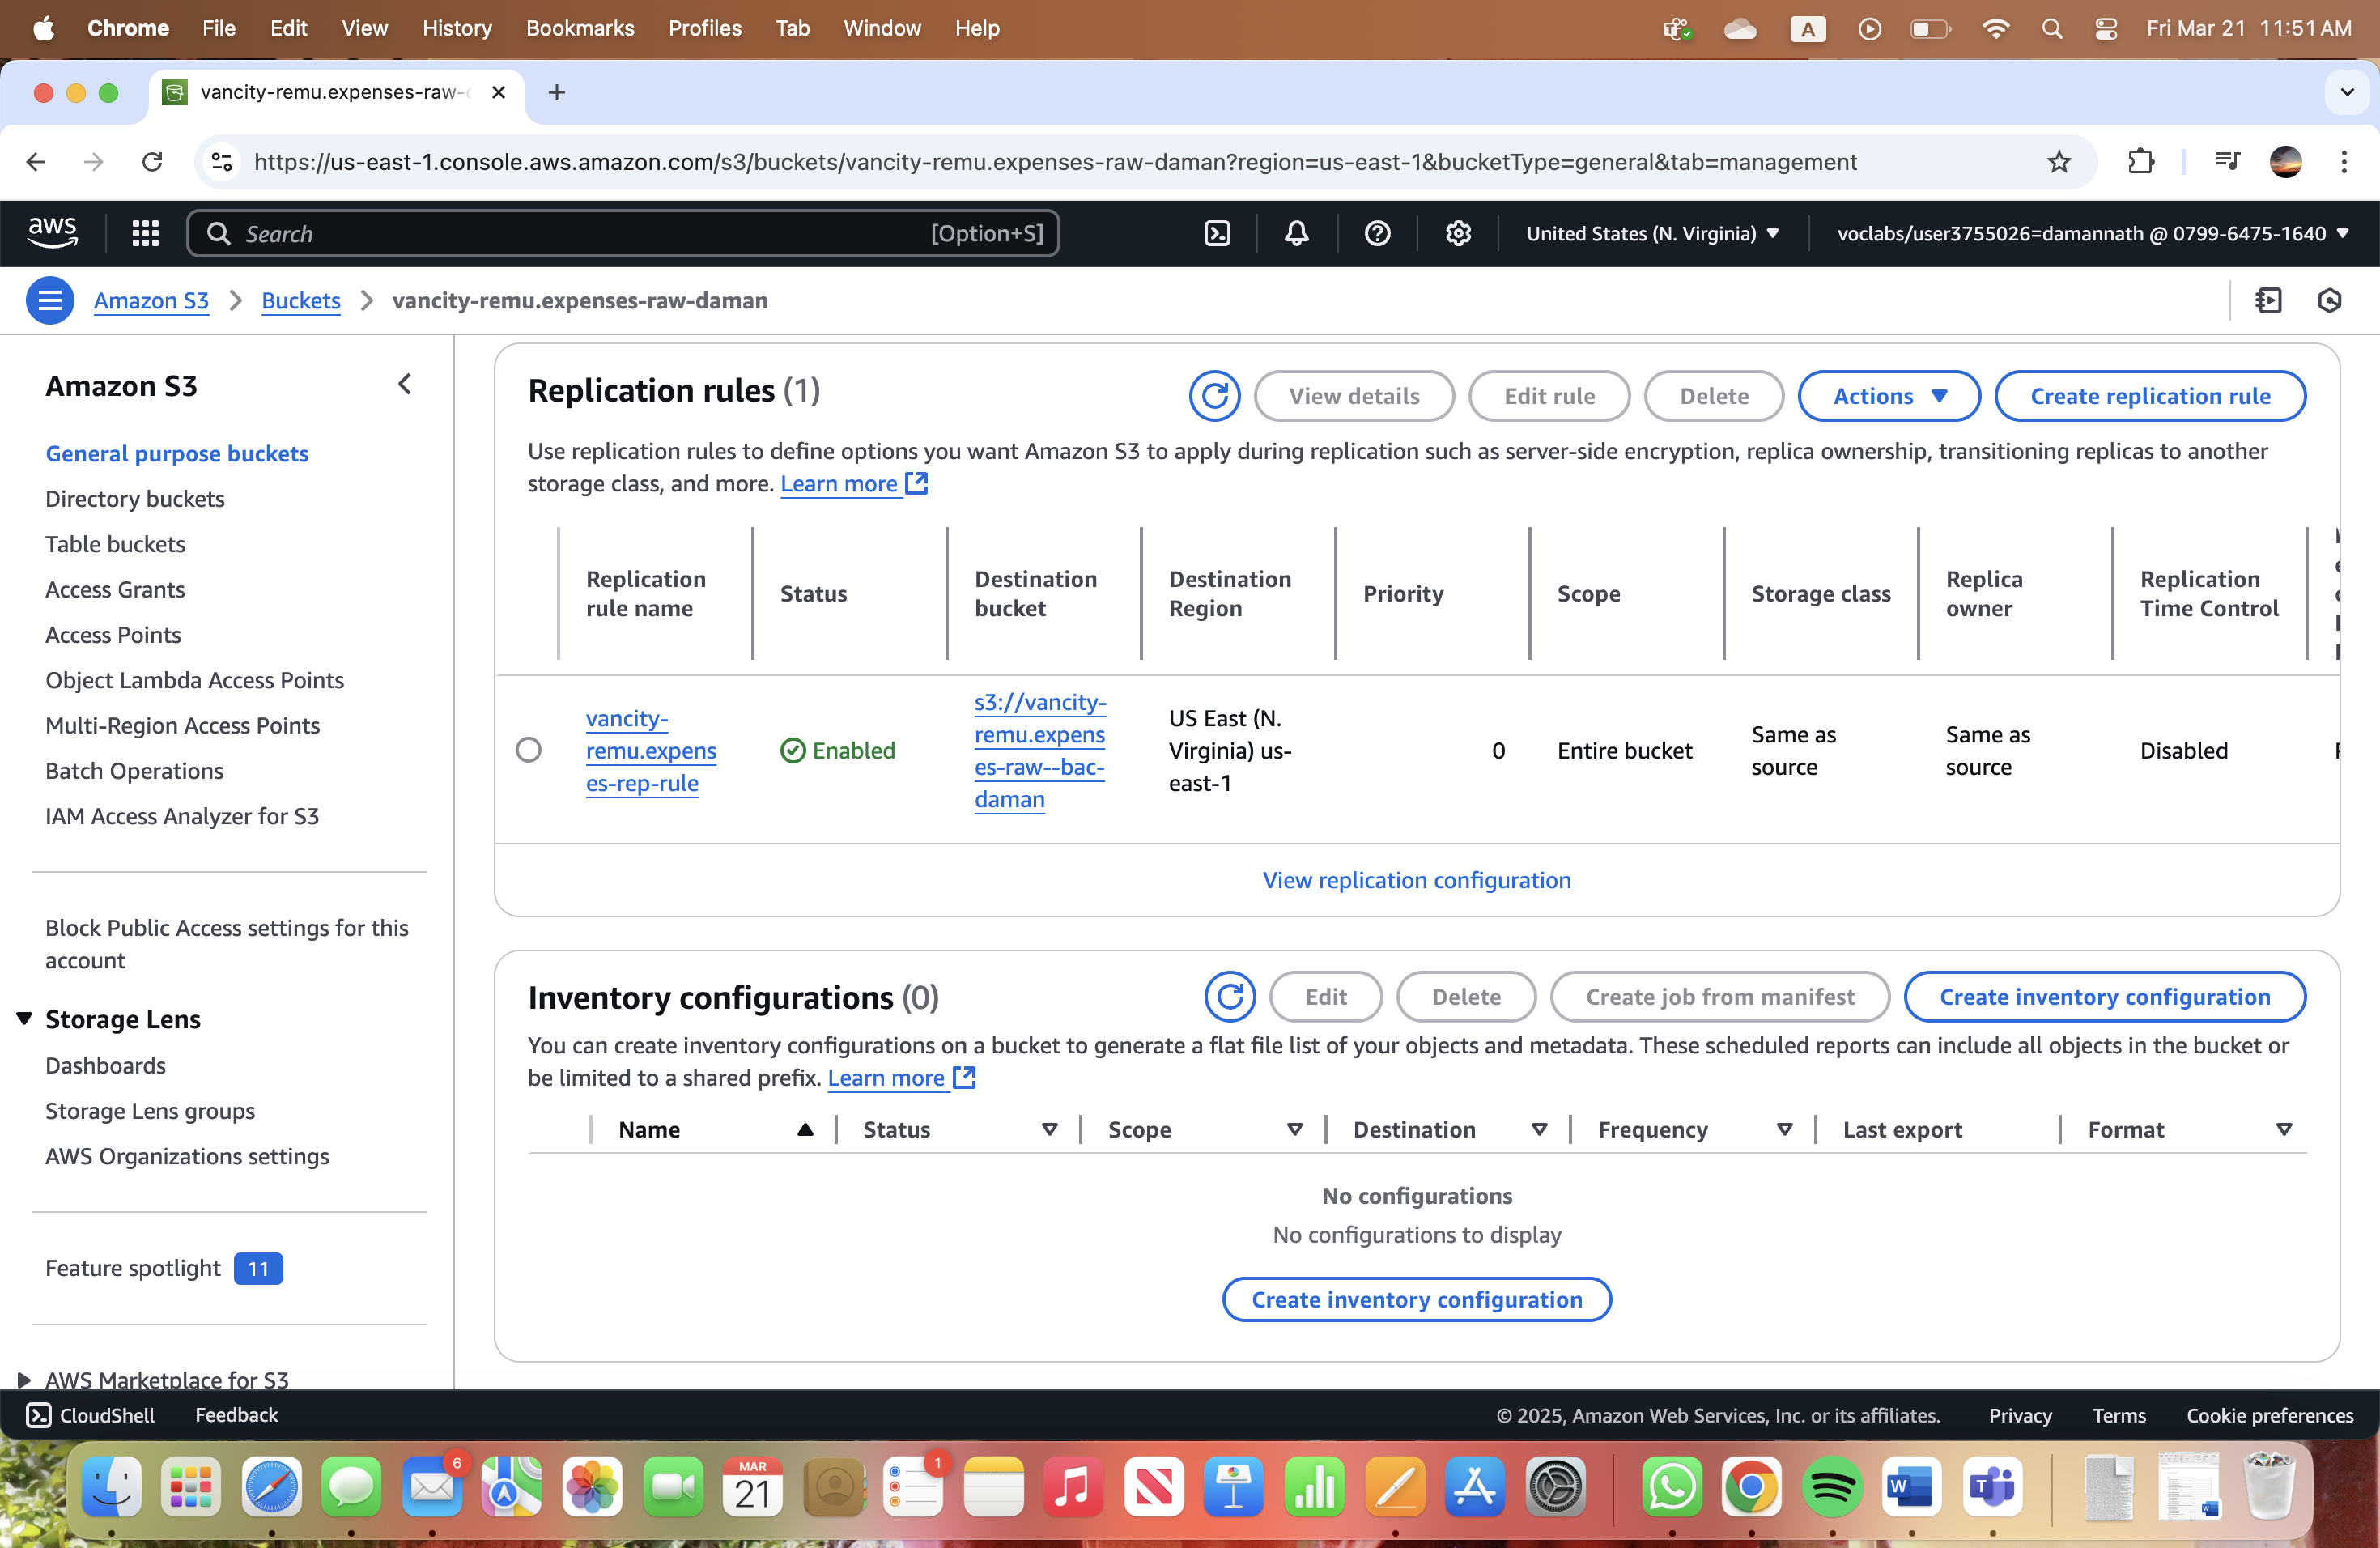 Chrome File Edit View History Bookmarks Profiles Tab Window Help A Fri Mar 21 11:51 AM
vancity-remu.expenses-raw-
https://us-east-1.console.aws.amazon.com/s3/buckets/vancity-remu.expenses-raw-daman?region=us-east-1&bucketType=general&tab=management
aws Search [Option+S] United States (N. Virginia) voclabs/user3755026=damannath @ 0799-6475-1640
Amazon S3 Buckets vancity-remu.expenses-raw-daman
Amazon S3
General purpose buckets
Directory buckets
Table buckets
Access Grants
Access Points
Object Lambda Access Points
Multi-Region Access Points
Batch Operations
IAM Access Analyzer for S3
Block Public Access settings for this
account
Storage Lens
Dashboards
Storage Lens groups
AWS Organizations settings
Feature spotlight 11
AWS Marketplace for S3
Replication rules (1) View details Edit rule Delete Actions Create replication rule
Use replication rules to define options you want Amazon S3 to apply during replication such as server-side encryption, replica ownership, transitioning replicas to another
storage class, and more. Learn more
Replication
rule name
Status
Destination
bucket
Destination
Region
Priority
Scope
Storage class
Replica
owner
Replication
Time Control
vancity-
remu.expens
es-rep-rule
Enabled
s3://vancity-
remu.expens
es-raw--bac-
daman
US East (N.
Virginia) us-
east-1
0
Entire bucket
Same as
source
Same as
source
Disabled
View replication configuration
Inventory configurations (0) Edit Delete Create job from manifest Create inventory configuration
You can create inventory configurations on a bucket to generate a flat file list of your objects and metadata. These scheduled reports can include all objects in the bucket or
be limited to a shared prefix. Learn more
Name Status Scope Destination Frequency Last export Format
No configurations
No configurations to display
Create inventory configuration
CloudShell Feedback © 2025, Amazon Web Services, Inc. or its affiliates. Privacy Terms Cookie preferences
6 MAR 21 1 W T